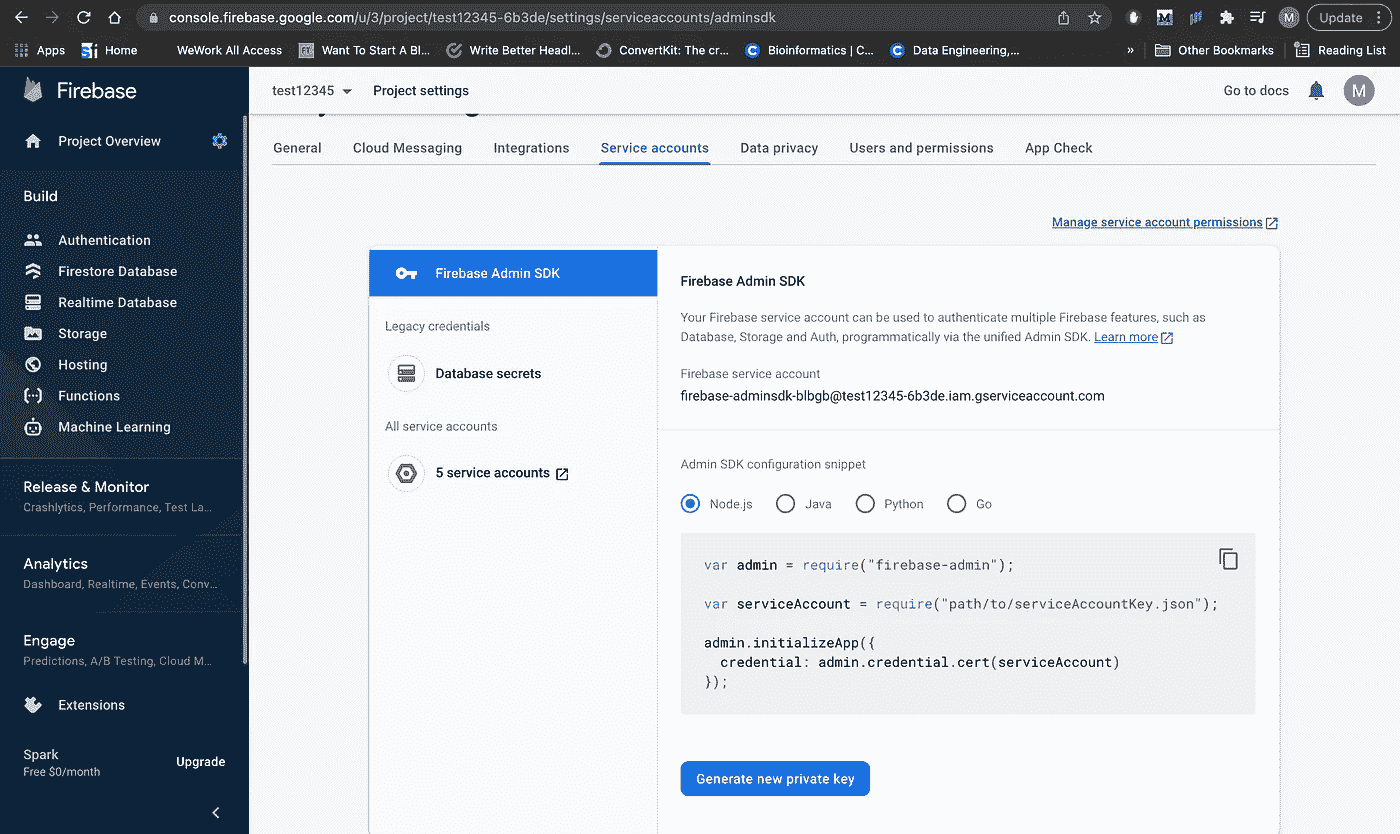 console.firebase.google.com/u/3/project/test12345-6b3de/settings/serviceaccounts/adminsdk
M
Update
Apps
Home
WeWork All Access
Want To Start A Bl...
Write Better Headl...
ConvertKit: The cr...
Bioinformatics | C...
Data Engineering,...
»
Other Bookmarks
Reading List
Firebase
test12345
Project settings
Go to docs
M
Project Overview
General
Cloud Messaging
Integrations
Service accounts
Data privacy
Users and permissions
App Check
Build
Authentication
Firestore Database
Realtime Database
Storage
Hosting
Functions
Machine Learning
Release & Monitor
Crashlytics, Performance, Test La...
Analytics
Dashboard, Realtime, Events, Conv...
Engage
Predictions, A/B Testing, Cloud M...
Extensions
Spark
Free $0/month
Upgrade
Manage service account permissions
Firebase Admin SDK
Legacy credentials
Database secrets
All service accounts
5 service accounts
Firebase Admin SDK
Your Firebase service account can be used to authenticate multiple Firebase features, such as
Database, Storage and Auth, programmatically via the unified Admin SDK. Learn more
Firebase service account
firebase-adminsdk-blbgb@test12345-6b3de.iam.gserviceaccount.com
Admin SDK configuration snippet
Node.js
Java
Python
Go
var admin = require("firebase-admin");
var serviceAccount = require("path/to/serviceAccountKey.json");
admin.initializeApp({
credential: admin.credential.cert(serviceAccount)
});
Generate new private key